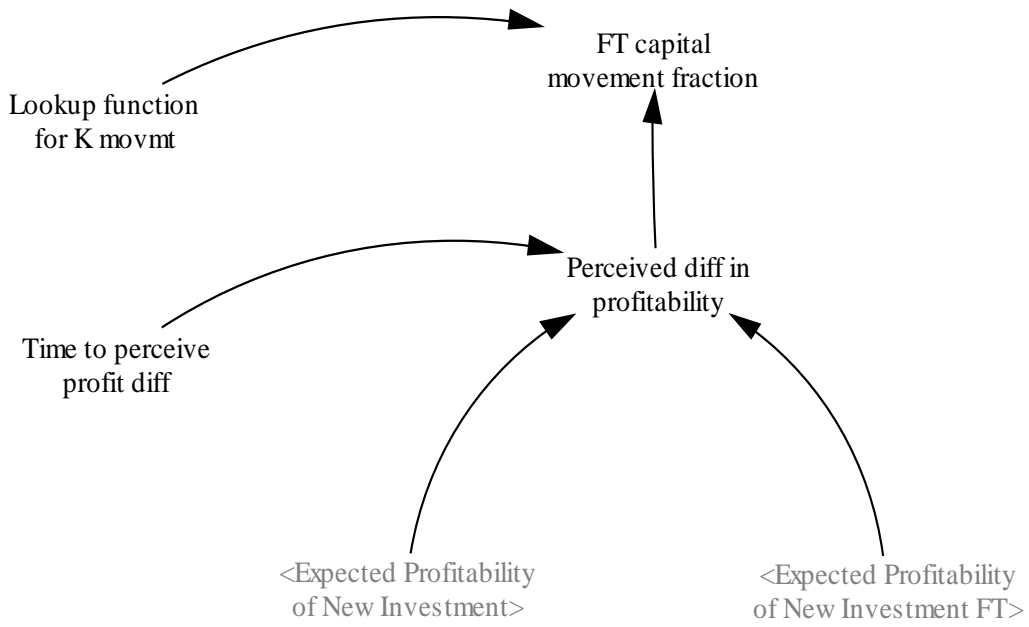 FT capital
movement fraction
Lookup function
for K movmt
Perceived diff in
profitability
Time to perceive
profit diff
<Expected Profitability
of New Investment>
<Expected Profitability
of New Investment FT>